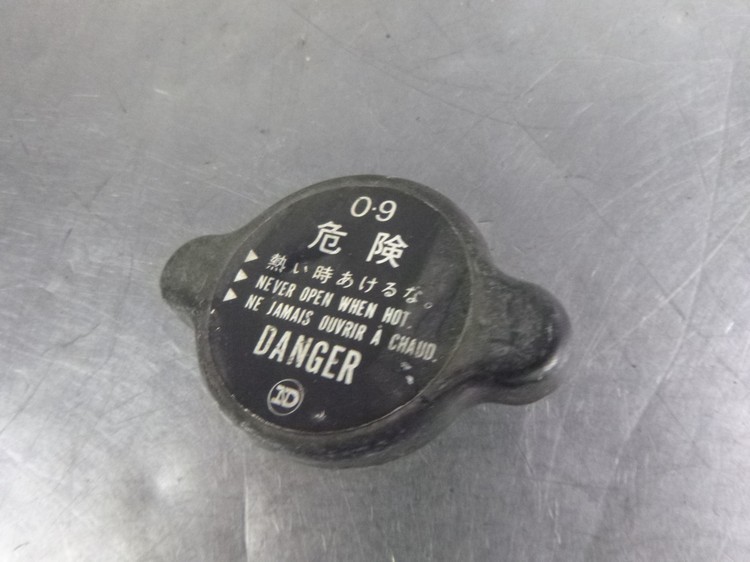 0·9
危険
▶熱い時あけるな。
▶NEVER OPEN WHEN HOT.
▶NE JAMAIS OUVRIR À CHAUD.
DANGER
ND